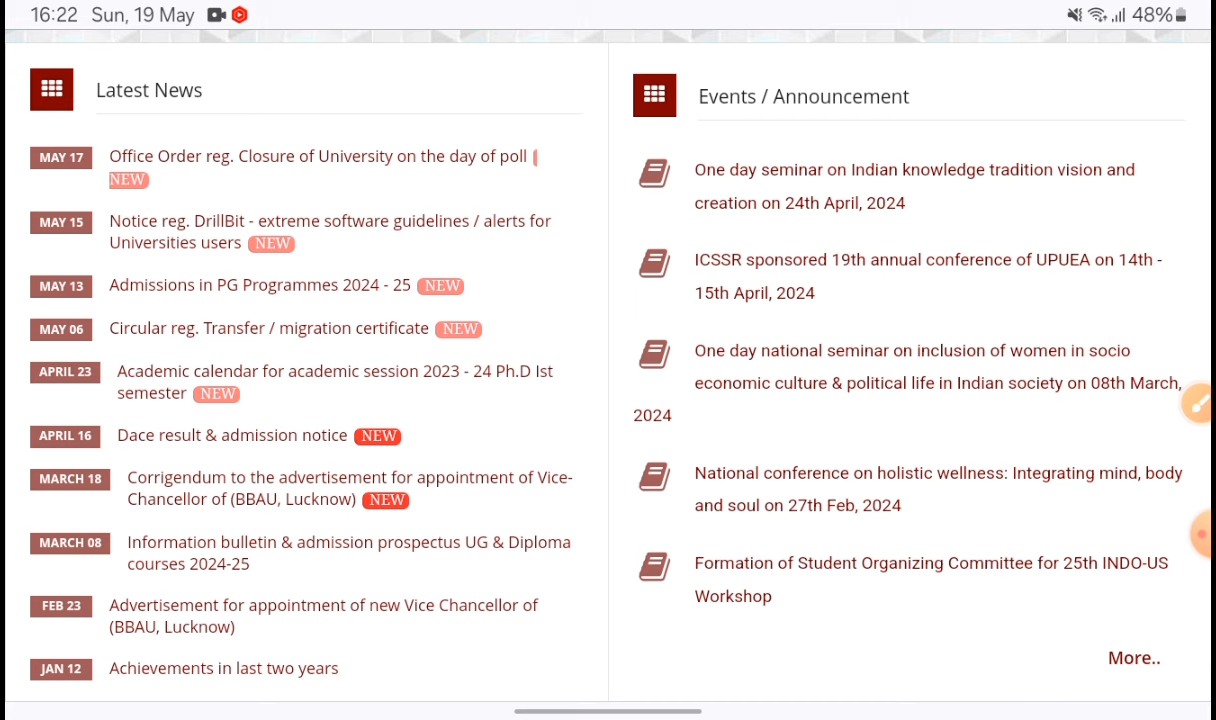 16:22 Sun, 19 May
48%
Latest News
MAY 17 Office Order reg. Closure of University on the day of poll
NEW
MAY 15 Notice reg. DrillBit - extreme software guidelines / alerts for
Universities users NEW
MAY 13 Admissions in PG Programmes 2024 - 25 NEW
MAY 06 Circular reg. Transfer / migration certificate NEW
APRIL 23 Academic calendar for academic session 2023 - 24 Ph.D Ist
semester NEW
APRIL 16 Dace result & admission notice NEW
MARCH 18 Corrigendum to the advertisement for appointment of Vice-
Chancellor of (BBAU, Lucknow) NEW
MARCH 08 Information bulletin & admission prospectus UG & Diploma
courses 2024-25
FEB 23 Advertisement for appointment of new Vice Chancellor of
(BBAU, Lucknow)
JAN 12 Achievements in last two years
Events / Announcement
One day seminar on Indian knowledge tradition vision and
creation on 24th April, 2024
ICSSR sponsored 19th annual conference of UPUEA on 14th -
15th April, 2024
One day national seminar on inclusion of women in socio
economic culture & political life in Indian society on 08th March,
2024
National conference on holistic wellness: Integrating mind, body
and soul on 27th Feb, 2024
Formation of Student Organizing Committee for 25th INDO-US
Workshop
More..